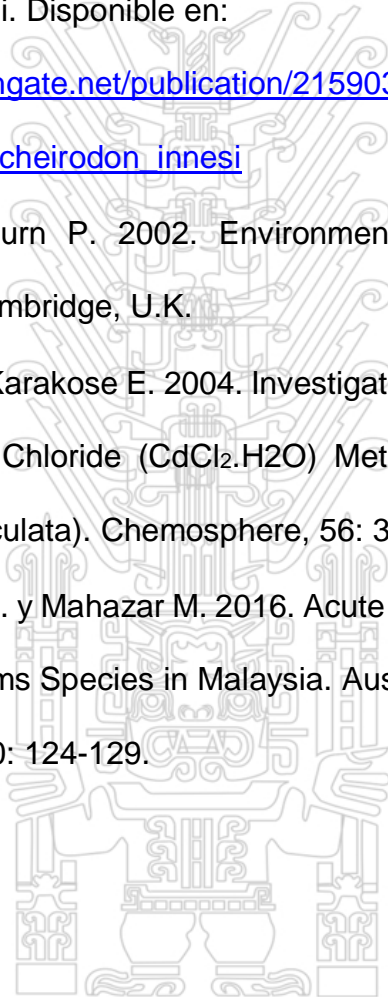 i. Disponible en:
ngate.net/publication/215903
cheirodon_innesi
urn P. 2002. Environmen
mbridge, U.K.
Karakose E. 2004. Investigat
Chloride (CdCl₂.H2O) Met
culata). Chemosphere, 56: 3
. y Mahazar M. 2016. Acute
ms Species in Malaysia. Aus
0: 124-129.